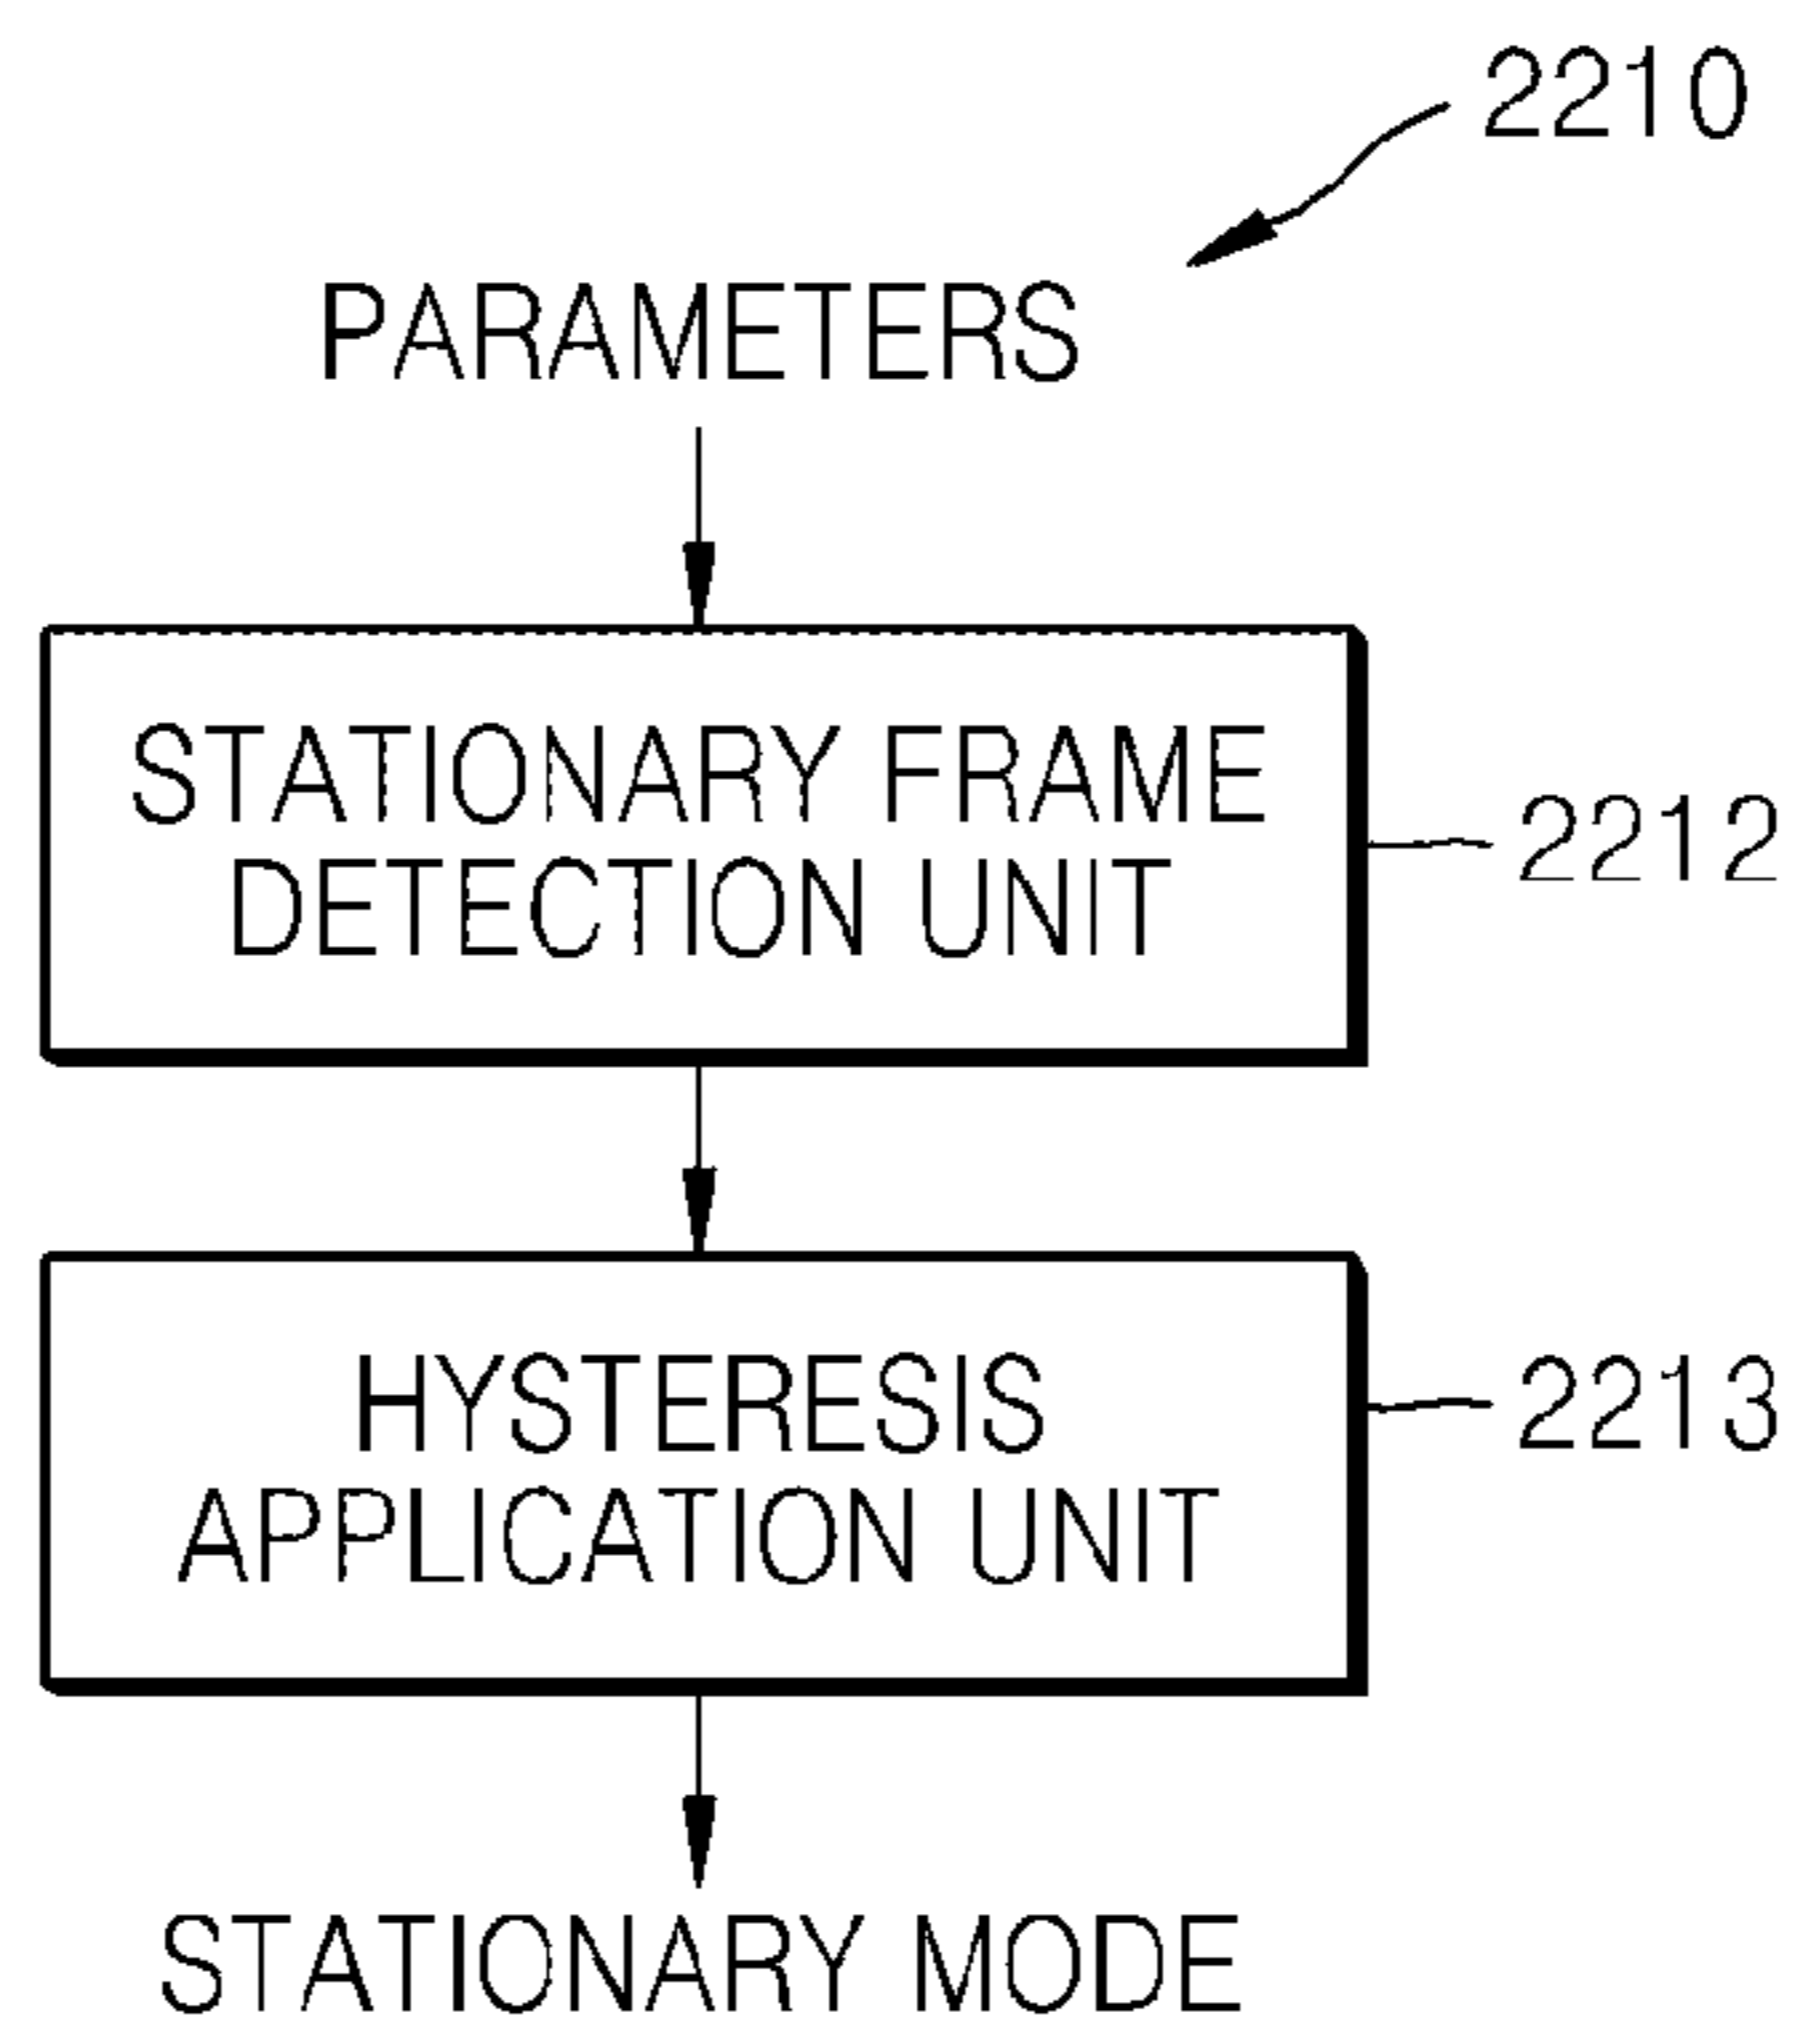 2210
PARAMETERS
STATIONARY FRAME
DETECTION UNIT
2212
HYSTERESIS
APPLICATION UNIT
2213
STATIONARY MODE